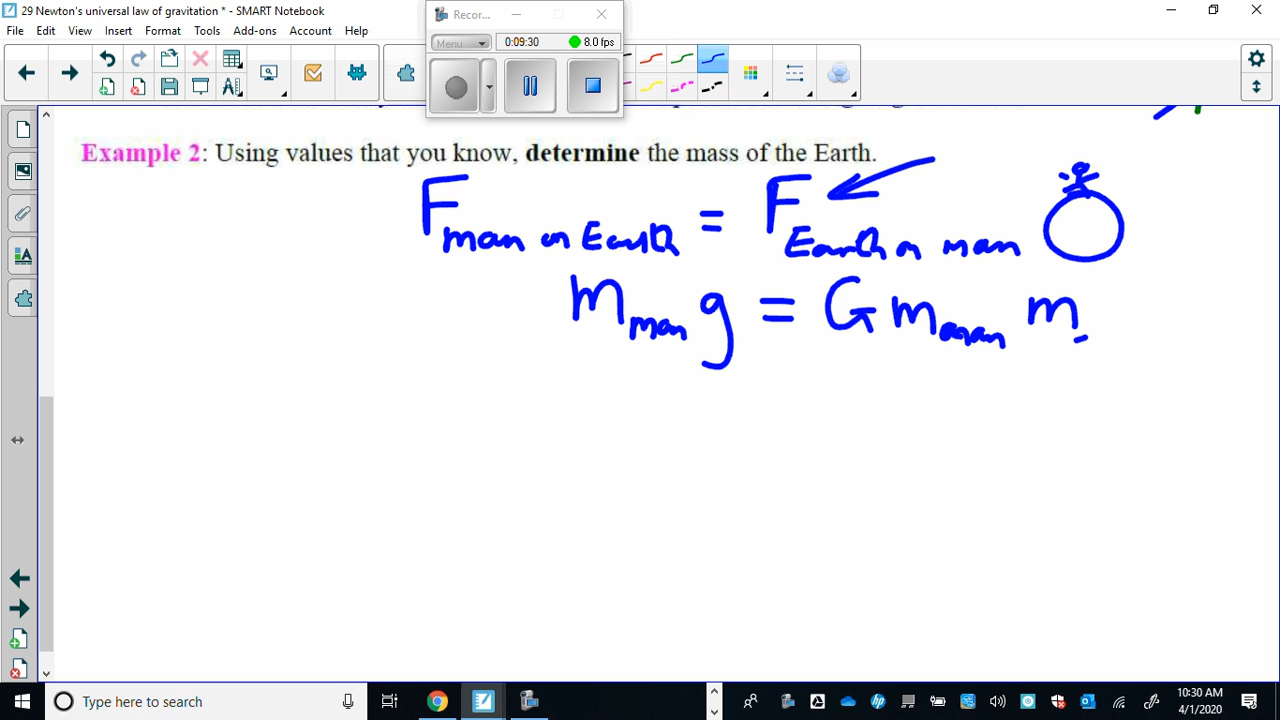 29 Newton's universal law of gravitation * - SMART Notebook
Recor...
File Edit View Insert Format Tools Add-ons Account Help
Menu 0:09:30 8.0 fps
Example 2: Using values that you know, determine the mass of the Earth.
F man on Earth = F Earth on man
m man g = G m man m
Type here to search
10:30 AM
4/1/2020